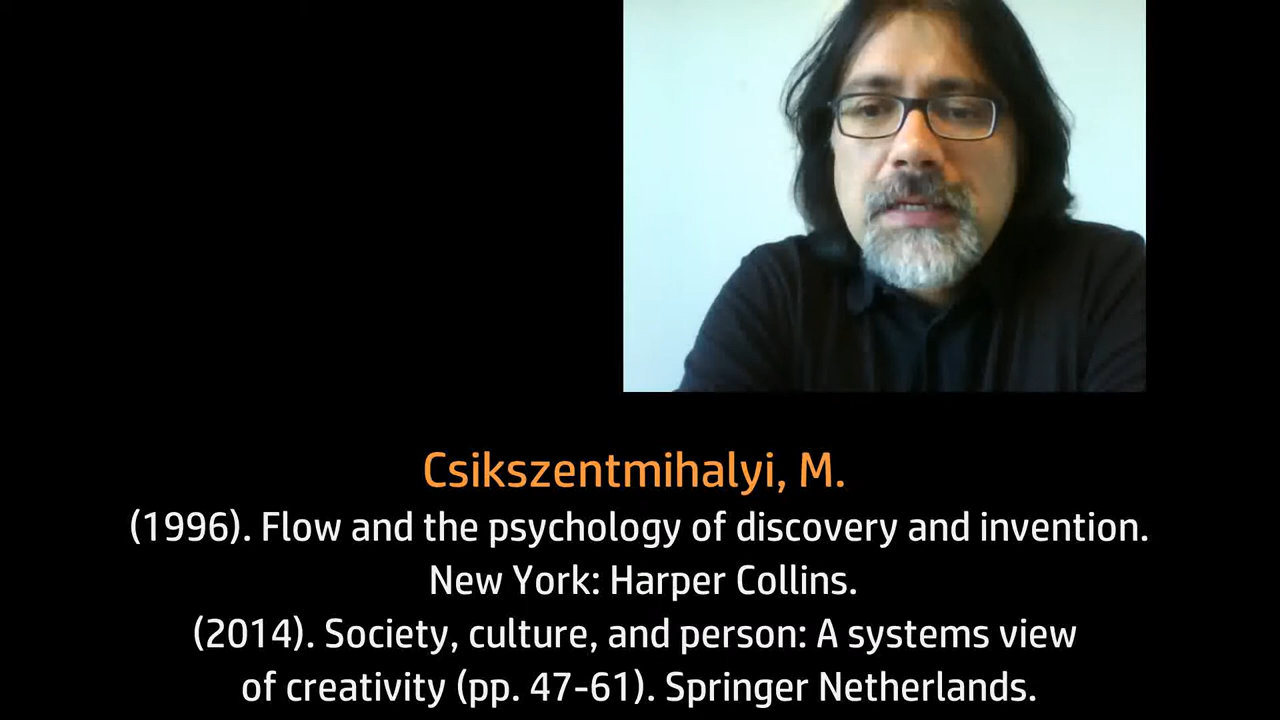 Csikszentmihalyi, M.
(1996). Flow and the psychology of discovery and invention.
New York: Harper Collins.
(2014). Society, culture, and person: A systems view
of creativity (pp. 47-61). Springer Netherlands.